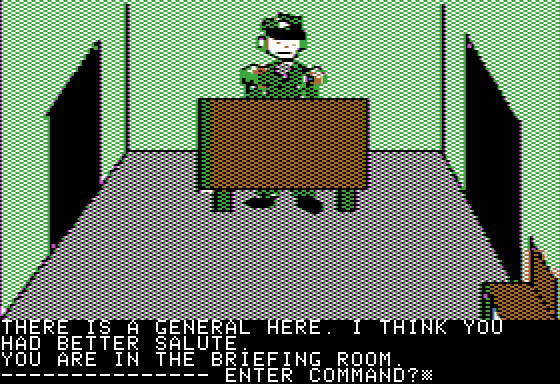 THERE IS A GENERAL HERE. I THINK YOU
HAD BETTER SALUTE.
YOU ARE IN THE BRIEFING ROOM.
--------------- ENTER COMMAND?※